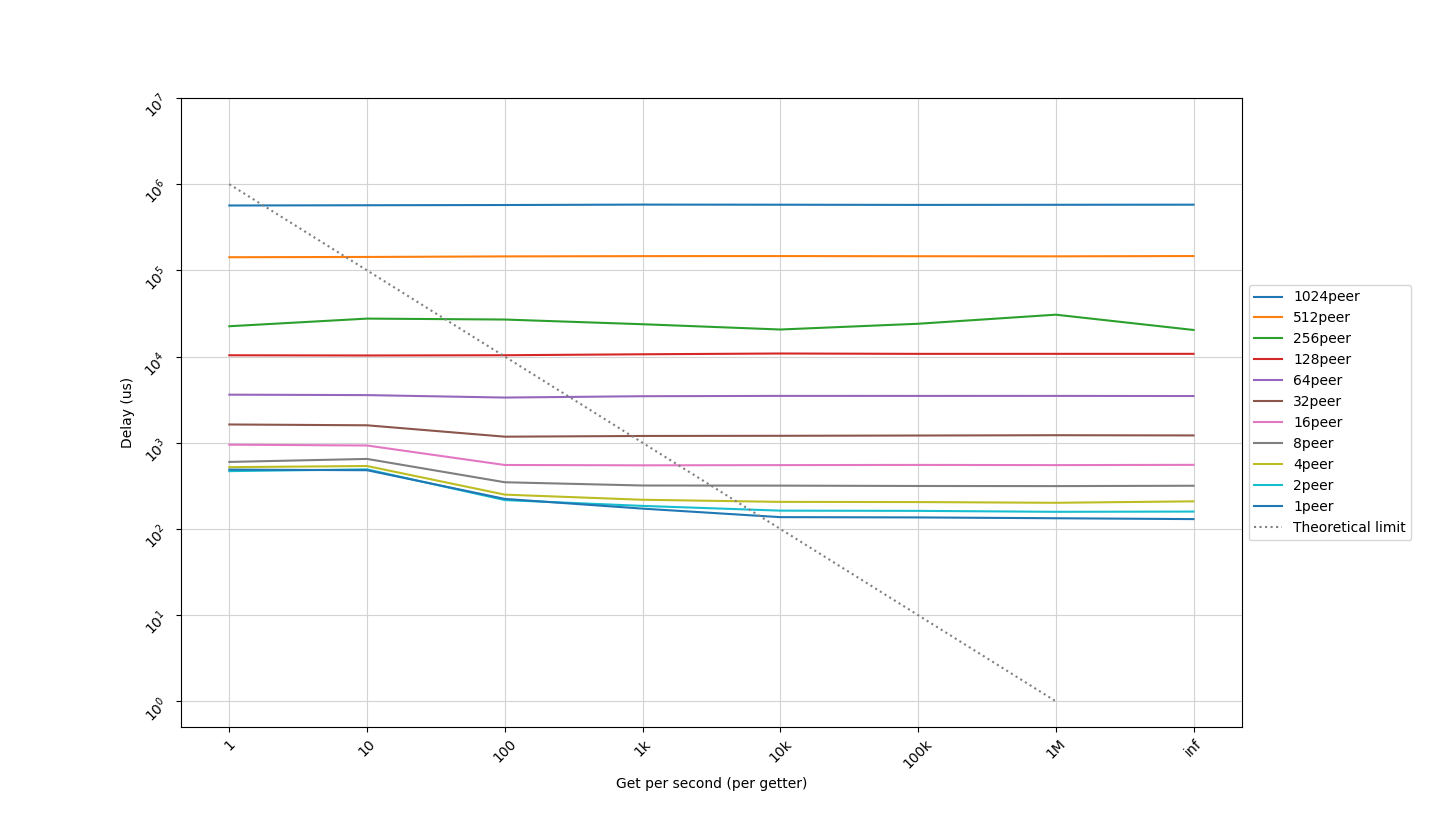 10⁷
10⁶
10⁵
10⁴
10³
10²
10¹
10⁰
Delay (us)
1
10
100
1k
10k
100k
1M
inf
Get per second (per getter)
1024peer
512peer
256peer
128peer
64peer
32peer
16peer
8peer
4peer
2peer
1peer
Theoretical limit